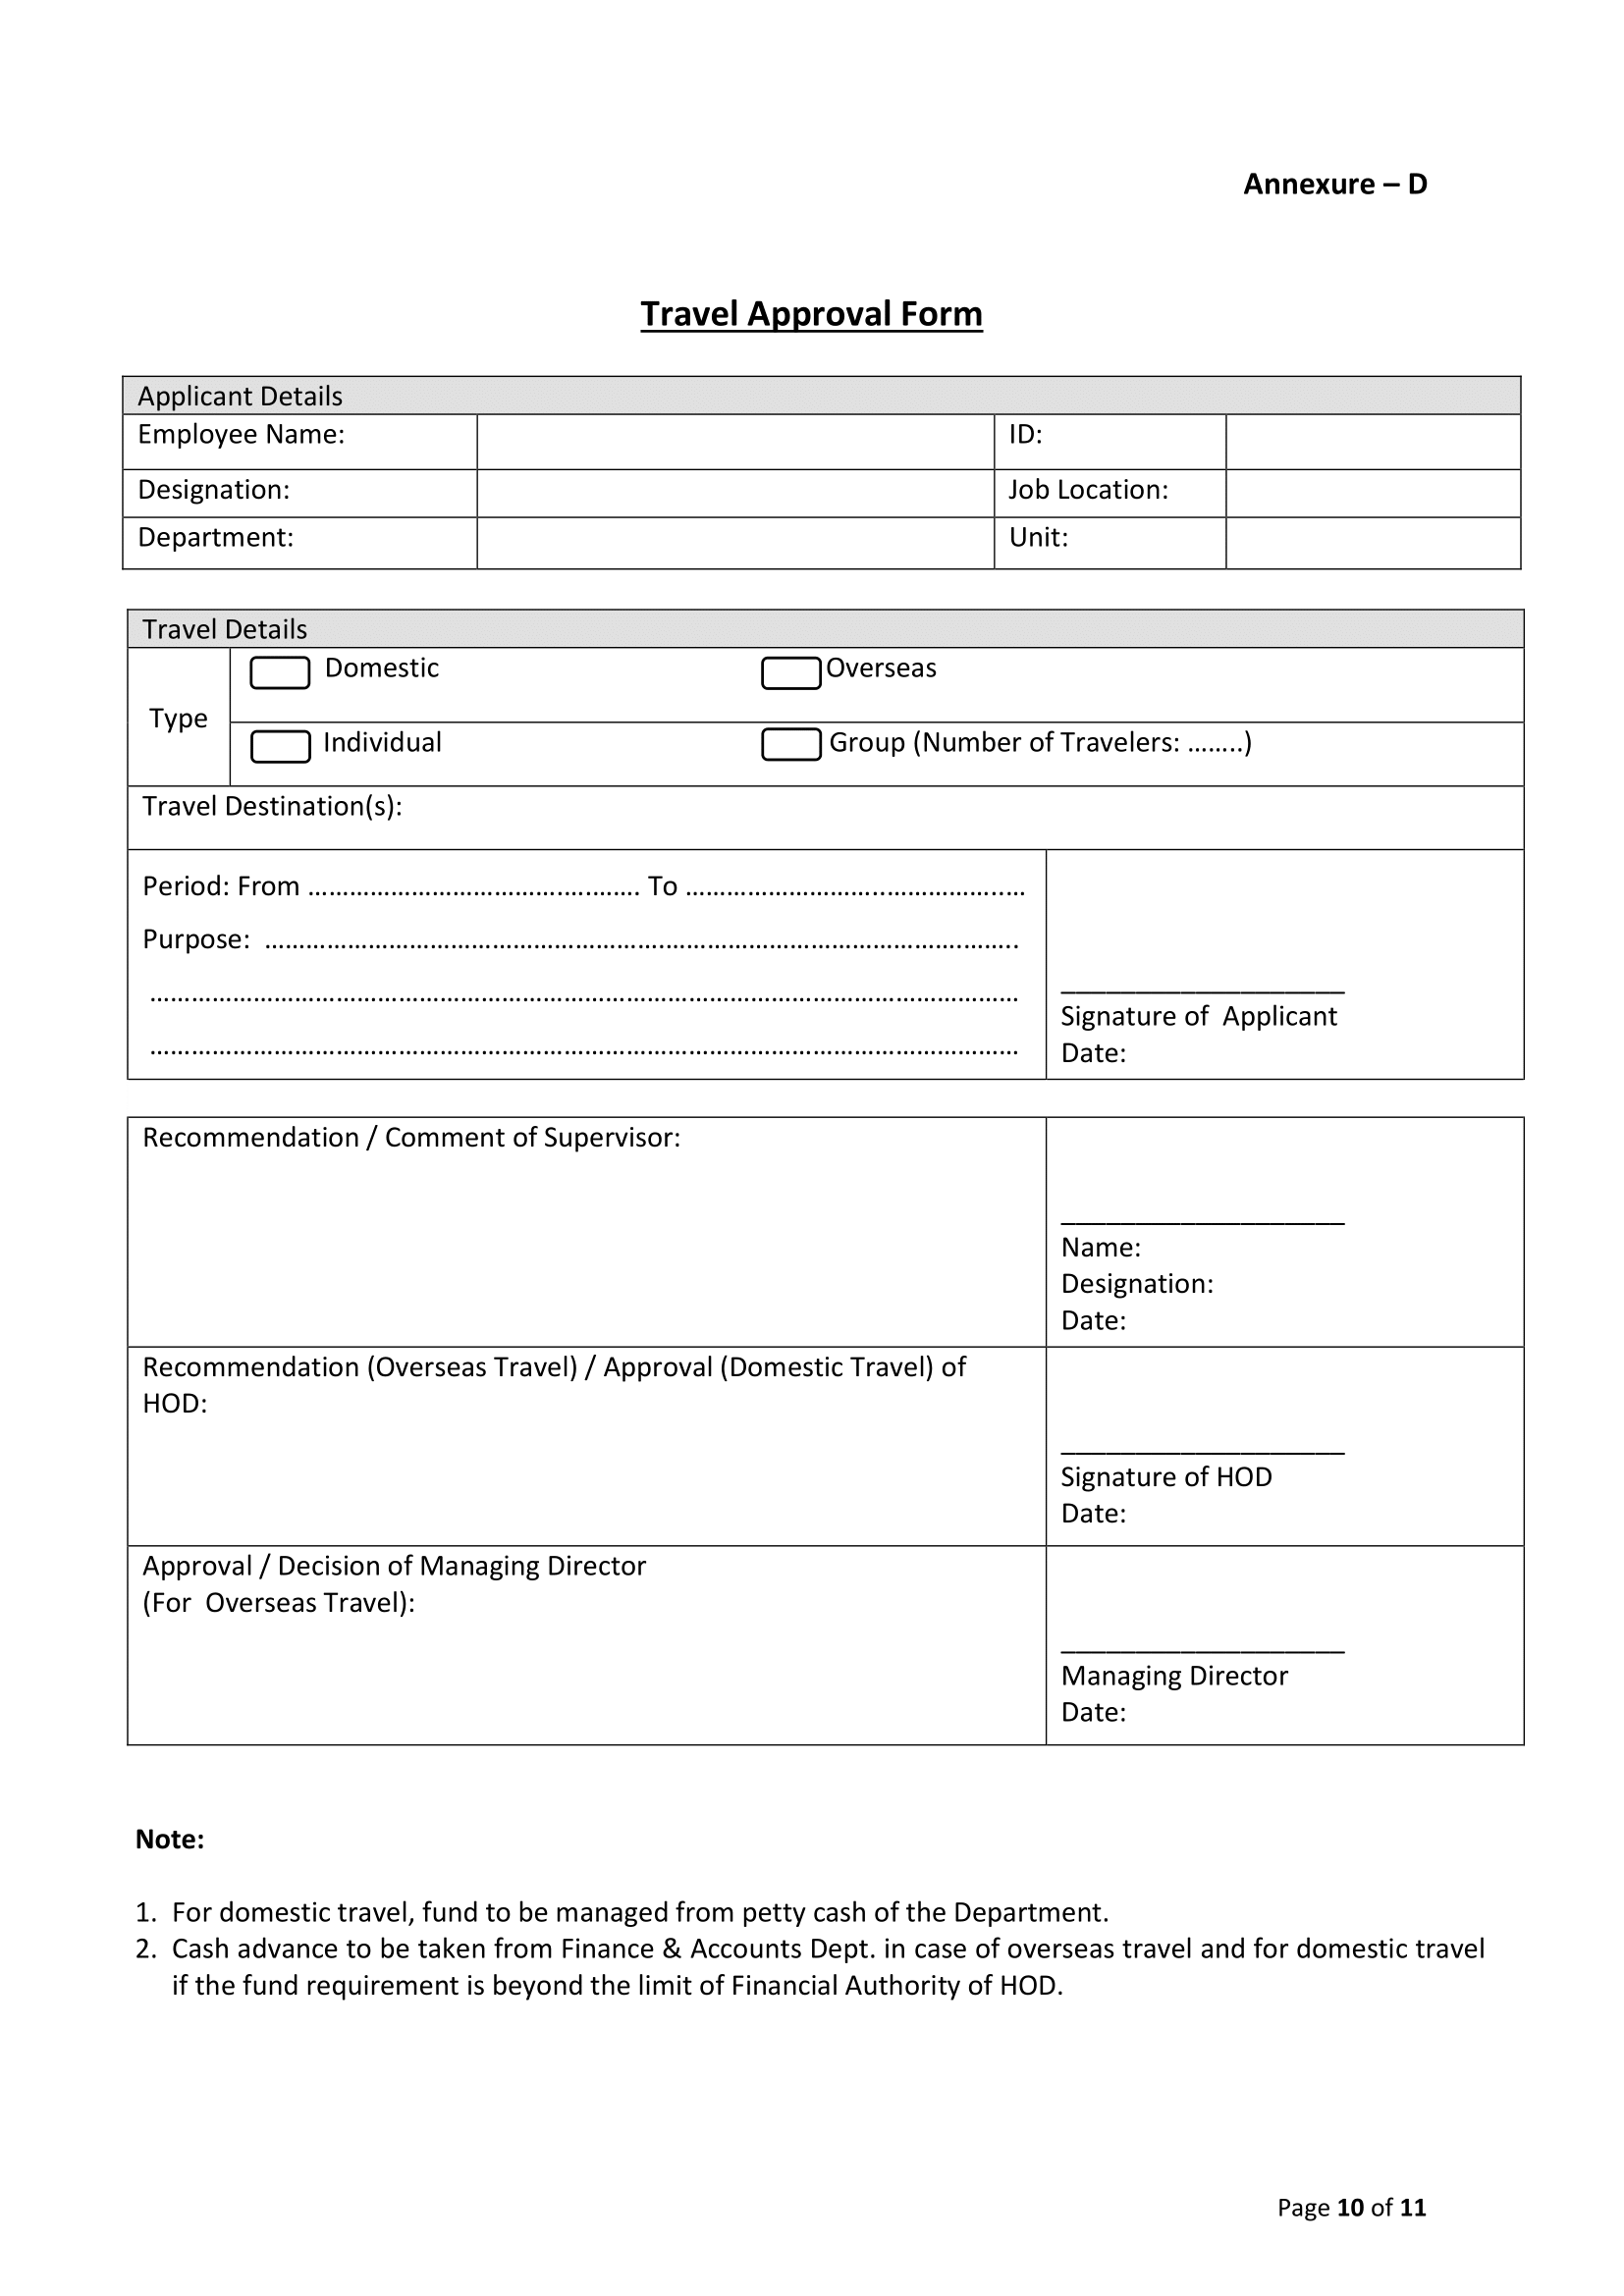 Annexure – D
Travel Approval Form
Applicant Details
Employee Name:
ID:
Designation:
Job Location:
Department:
Unit:
Travel Details
Type
Domestic
Overseas
Individual
Group (Number of Travelers: ........)
Travel Destination(s):
Period: From ................................................ To .................................................
Purpose: ..............................................................................................................
...............................................................................................................................
...............................................................................................................................
___________________
Signature of  Applicant
Date:
Recommendation / Comment of Supervisor:
___________________
Name:
Designation:
Date:
Recommendation (Overseas Travel) / Approval (Domestic Travel) of
HOD:
___________________
Signature of HOD
Date:
Approval / Decision of Managing Director
(For  Overseas Travel):
___________________
Managing Director
Date:
Note:
1. For domestic travel, fund to be managed from petty cash of the Department.
2. Cash advance to be taken from Finance & Accounts Dept. in case of overseas travel and for domestic travel
if the fund requirement is beyond the limit of Financial Authority of HOD.
Page 10 of 11